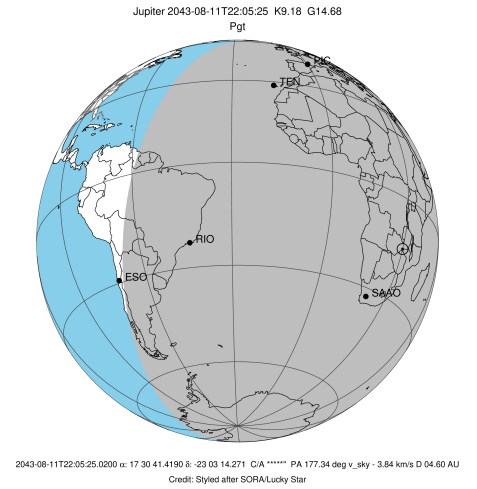 Jupiter 2043-08-11T22:05:25 K9.18 G14.68
Pgt
PIC
TEN
RIO
ESO
SAAO
2043-08-11T22:05:25.0200 α: 17 30 41.4190 δ: -23 03 14.271 C/A *****" PA 177.34 deg v_sky - 3.84 km/s D 04.60 AU
Credit: Styled after SORA/Lucky Star